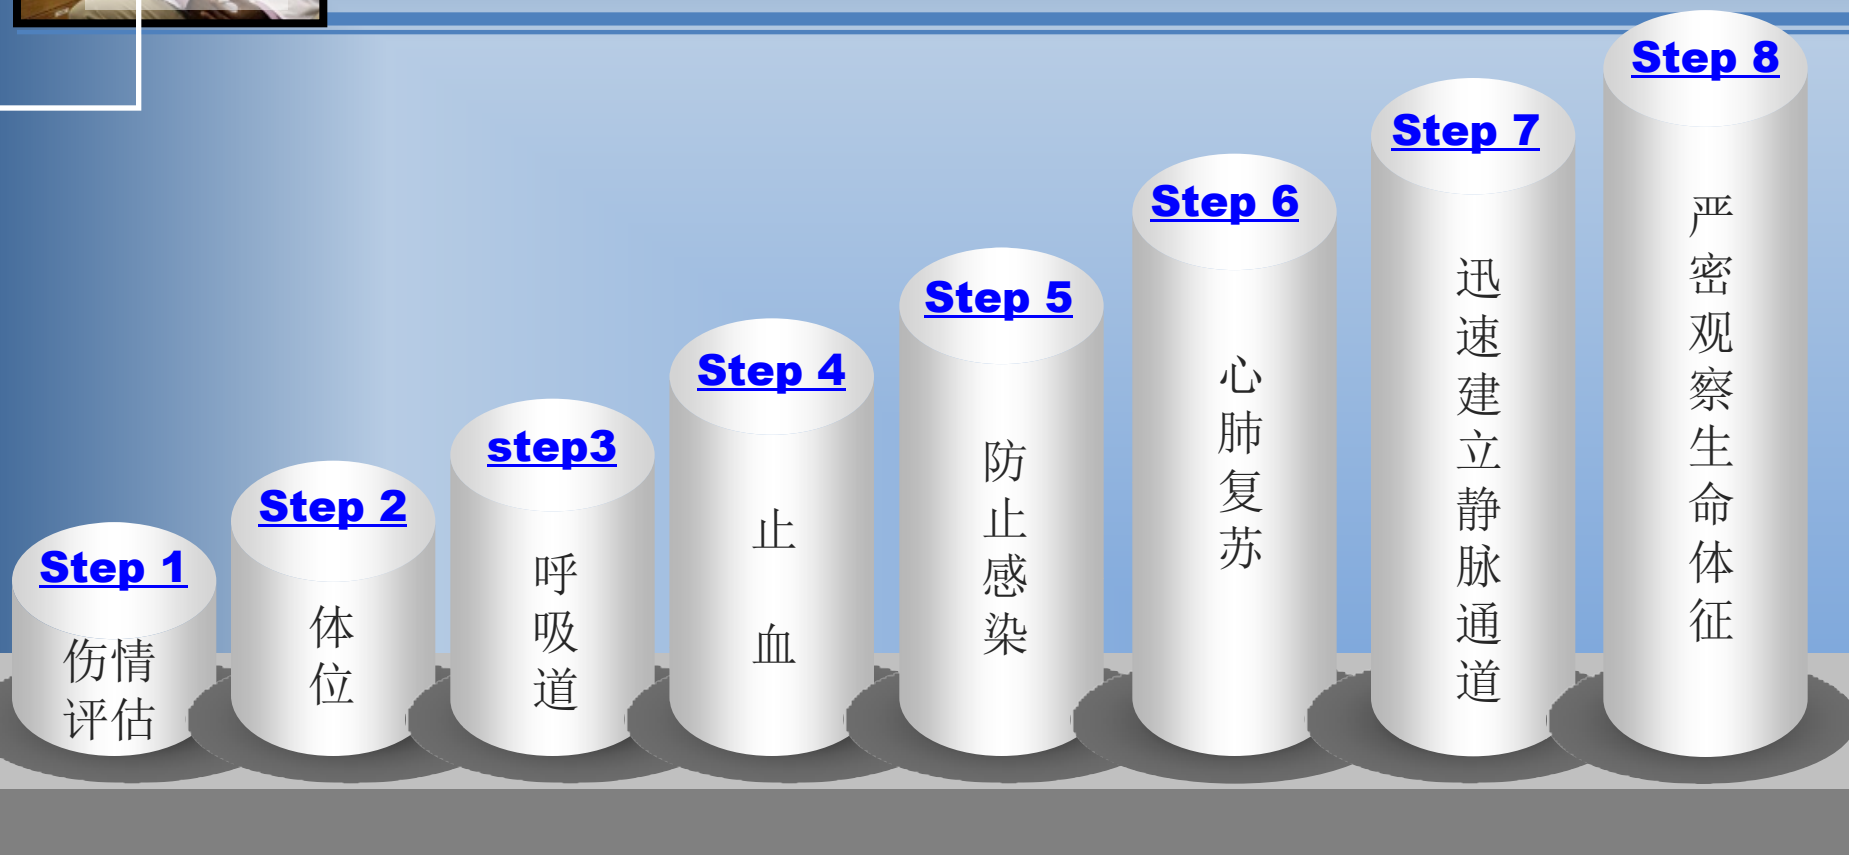 Step 1
伤情
评估
Step 2
体位
step3
呼吸道
Step 4
止血
Step 5
防止感染
Step 6
心肺复苏
Step 7
迅速建立静脉通道
Step 8
严密观察生命体征